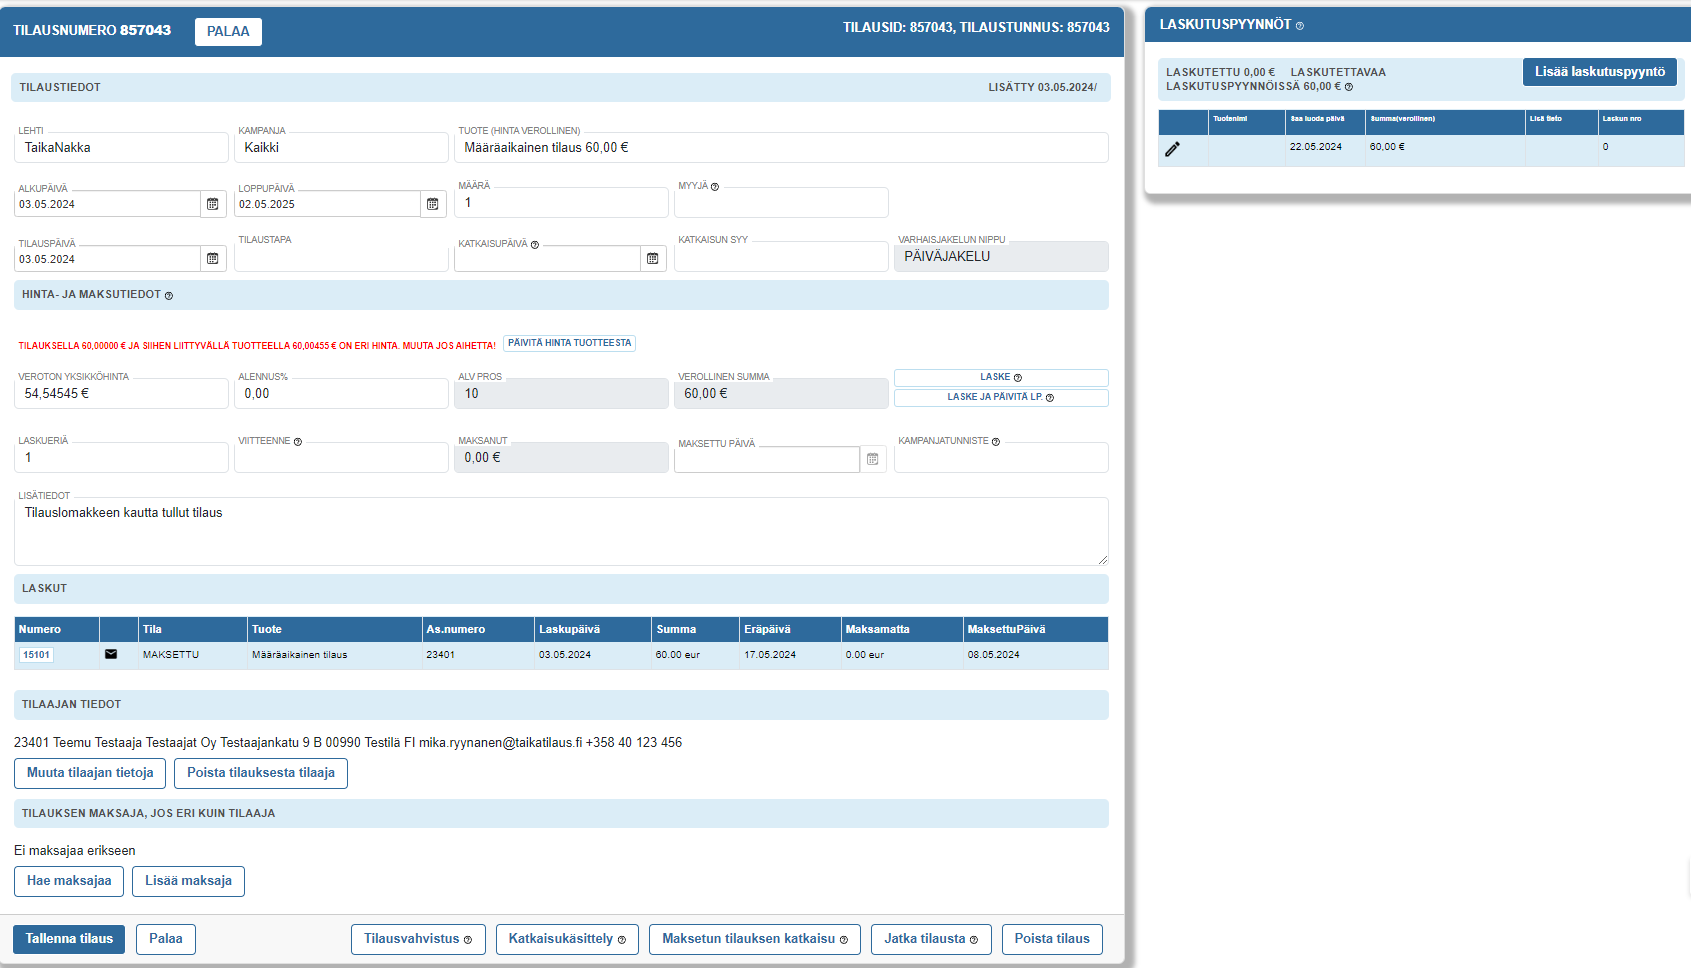 TILAUSNUMERO 857043
PALAA
TILAUSID: 857043, TILAUSTUNNUS: 857043
TILAUSTIEDOT
LISÄTTY 03.05.2024/
LEHTI
TaikaNakka
KAMPANJA
Kaikki
TUOTE (HINTA VEROLLINEN)
Määräaikainen tilaus 60,00 €
ALKUPÄIVÄ
03.05.2024
LOPPUPÄIVÄ
02.05.2025
MÄÄRÄ
1
MYYJÄ
TILAUSPÄIVÄ
03.05.2024
TILAUSTAPA
KATKAISUPÄIVÄ
KATKAISUN SYY
VARHAISJAKELUN NIPPU
PÄIVÄJAKELU
HINTA- JA MAKSUTIEDOT
TILAUKSELLA 60,00000 € JA SIIHEN LIITTYVÄLLÄ TUOTTEELLA 60,00455 € ON ERI HINTA. MUUTA JOS AIHETTA!
PÄIVITÄ HINTA TUOTTEESTA
VEROTON YKSIKKÖHINTA
54,54545 €
ALENNUS%
0,00
ALV PROS
10
VEROLLINEN SUMMA
60,00 €
LASKE
LASKE JA PÄIVITÄ LP.
LASKUERIÄ
1
VIITTEENNE
MAKSANUT
0,00 €
MAKSETTU PÄIVÄ
KAMPANJATUNNISTE
LISÄTIEDOT
Tilauslomakkeen kautta tullut tilaus
LASKUT
Numero Tila Tuote As.numero Laskupäivä Summa Eräpäivä Maksamatta MaksettuPäivä
15101 MAKSETTU Määräaikainen tilaus 23401 03.05.2024 60.00 eur 17.05.2024 0.00 eur 08.05.2024
TILAAJAN TIEDOT
23401 Teemu Testaaja Testaajat Oy Testaajankatu 9 B 00990 Testilä FI mika.ryynanen@taikatilaus.fi +358 40 123 456
Muuta tilaajan tietoja
Poista tilauksesta tilaaja
TILAUKSEN MAKSAJA, JOS ERI KUIN TILAAJA
Ei maksajaa erikseen
Hae maksajaa
Lisää maksaja
Tallenna tilaus
Palaa
Tilausvahvistus
Katkaisukäsittely
Maksetun tilauksen katkaisu
Jatka tilausta
Poista tilaus
LASKUTUSPYYNNÖT
LASKUTETTU 0,00 € LASKUTETTAVAA
LASKUTUSPYYNNÖISSÄ 60,00 €
Lisää laskutuspyyntö
Tuotenimi Saa luoda päivä Summa(verollinen) Lisä tieto Laskun nro
22.05.2024 60,00 € 0